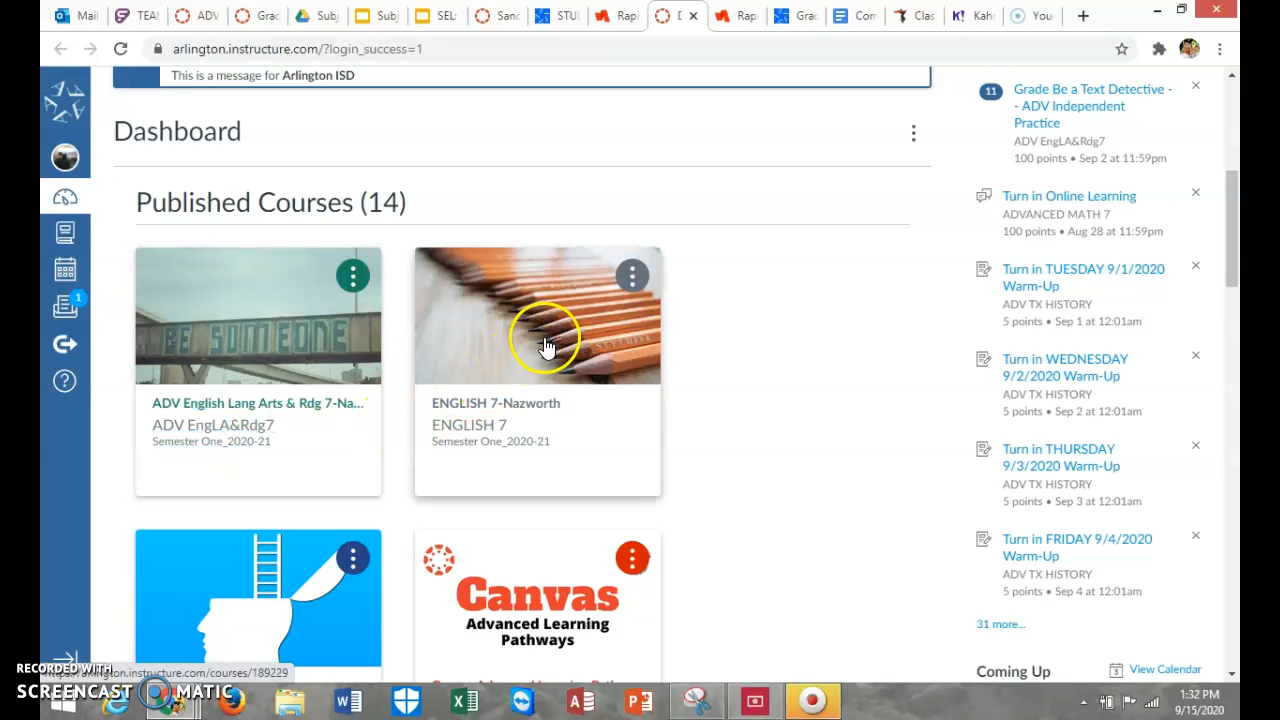 Mail
TEAM
ADV
Grac
Subj
Subj
SEL:
Sanc
STU
Rap
Rap
Grac
Com
Clas
Kah
You
arlington.instructure.com/?login_success=1
This is a message for Arlington ISD
Dashboard
Published Courses (14)
BE SOMEONE
ADV English Lang Arts & Rdg 7-Na...
ADV EngLA&Rdg7
Semester One_2020-21
ENGLISH 7-Nazworth
ENGLISH 7
Semester One_2020-21
Canvas
Advanced Learning
Pathways
11
Grade Be a Text Detective -
- ADV Independent
Practice
ADV EngLA&Rdg7
100 points • Sep 2 at 11:59pm
Turn in Online Learning
ADVANCED MATH 7
100 points • Aug 28 at 11:59pm
Turn in TUESDAY 9/1/2020
Warm-Up
ADV TX HISTORY
5 points • Sep 1 at 12:01am
Turn in WEDNESDAY
9/2/2020 Warm-Up
ADV TX HISTORY
5 points • Sep 2 at 12:01am
Turn in THURSDAY
9/3/2020 Warm-Up
ADV TX HISTORY
5 points • Sep 3 at 12:01am
Turn in FRIDAY 9/4/2020
Warm-Up
ADV TX HISTORY
5 points • Sep 4 at 12:01am
31 more...
Coming Up
View Calendar
1
https://arlington.instructure.com/courses/189229
RECORDED WITH
SCREENCAST MATIC
1:32 PM
9/15/2020